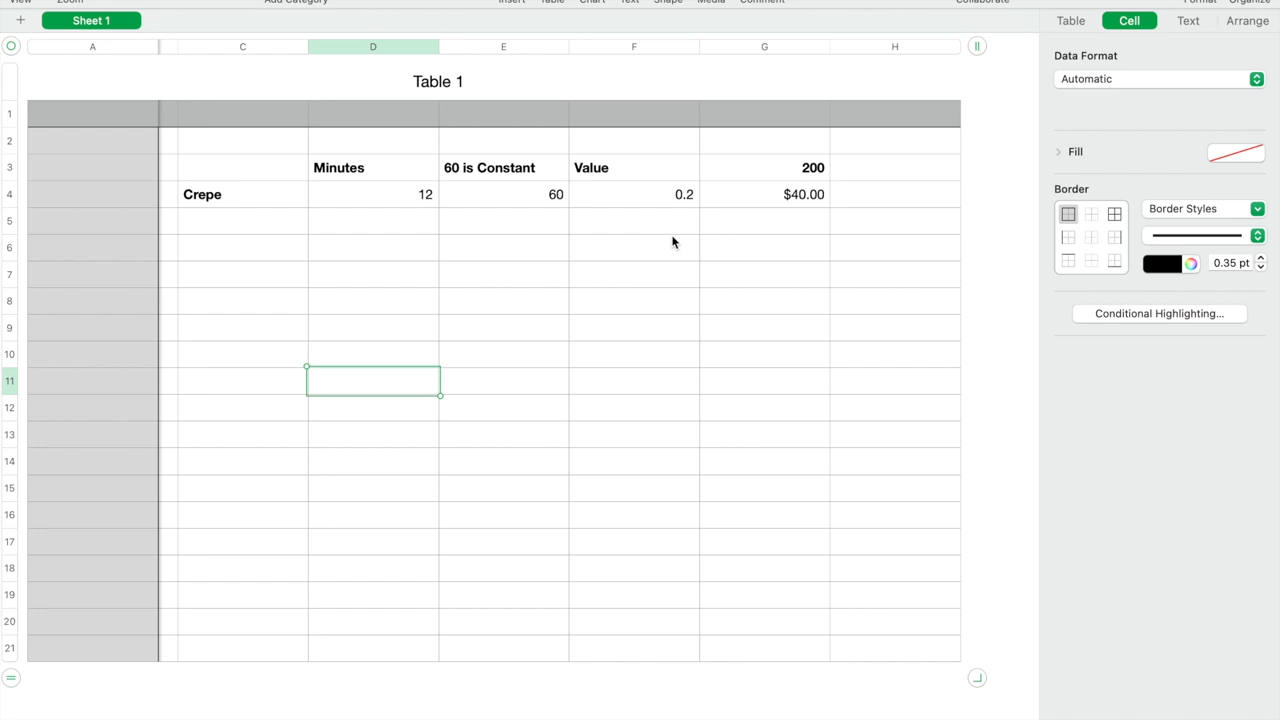 View Zoom Add Category Insert Table Chart Text Shape Media Comment Collaborate Format Organize
+ Sheet 1 Table Cell Text Arrange
A C D E F G H
Data Format
Automatic
Table 1
1
2
Fill
3 Minutes 60 is Constant Value 200
Border
4 Crepe 12 60 0.2 $40.00
Border Styles
5
6
0.35 pt
7
8
Conditional Highlighting...
9
10
11
12
13
14
15
16
17
18
19
20
21